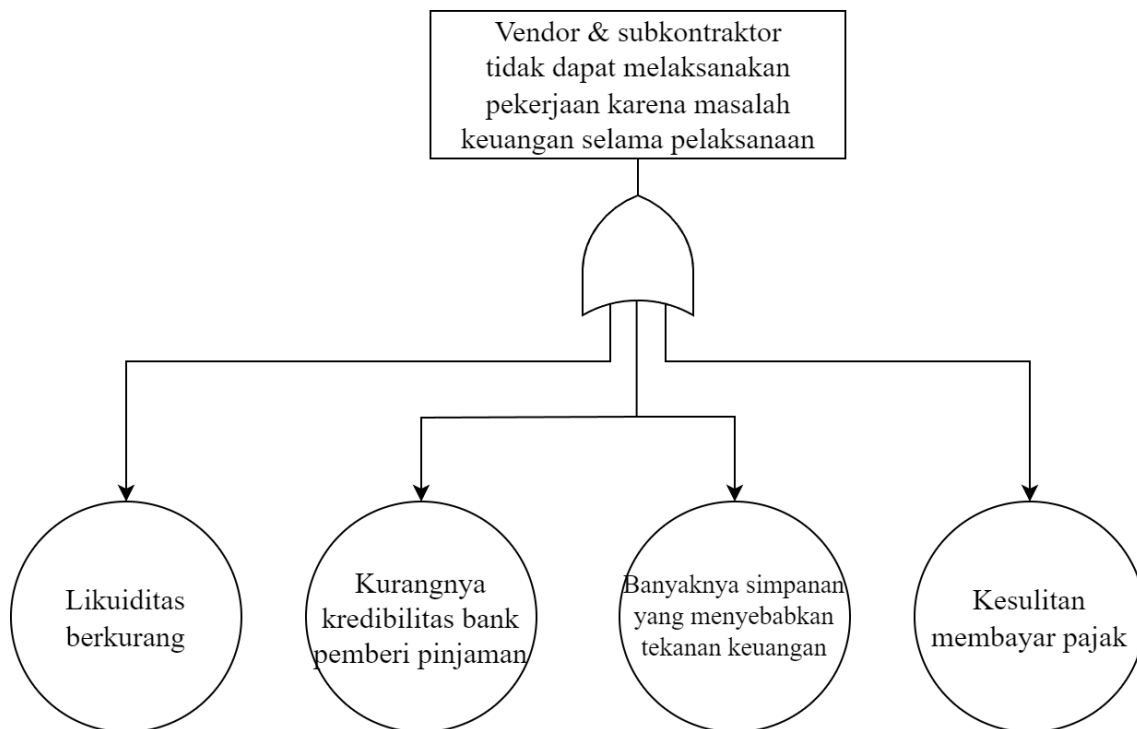 Vendor & subkontraktor
tidak dapat melaksanakan
pekerjaan karena masalah
keuangan selama pelaksanaan
Likuiditas
berkurang
Kurangnya
kredibilitas bank
pemberi pinjaman
Banyaknya simpanan
yang menyebabkan
tekanan keuangan
Kesulitan
membayar pajak